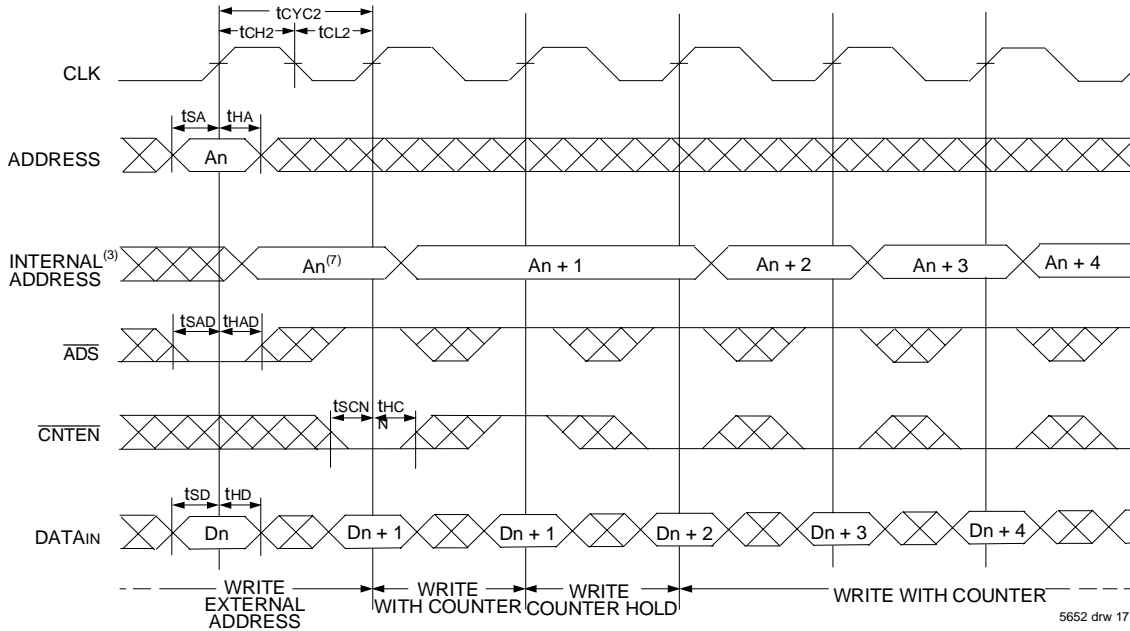 tCYC2
tCH2 tCL2
CLK
tSA tHA
ADDRESS An
INTERNAL(3)
ADDRESS
An(7) An + 1 An + 2 An + 3 An + 4
tSAD tHAD
ADS
tSCN tHC
N
CNTEN
tSD tHD
DATAIN Dn Dn + 1 Dn + 1 Dn + 2 Dn + 3 Dn + 4
WRITE
EXTERNAL
ADDRESS
WRITE
WITH COUNTER
WRITE
COUNTER HOLD
WRITE WITH COUNTER
5652 drw 17